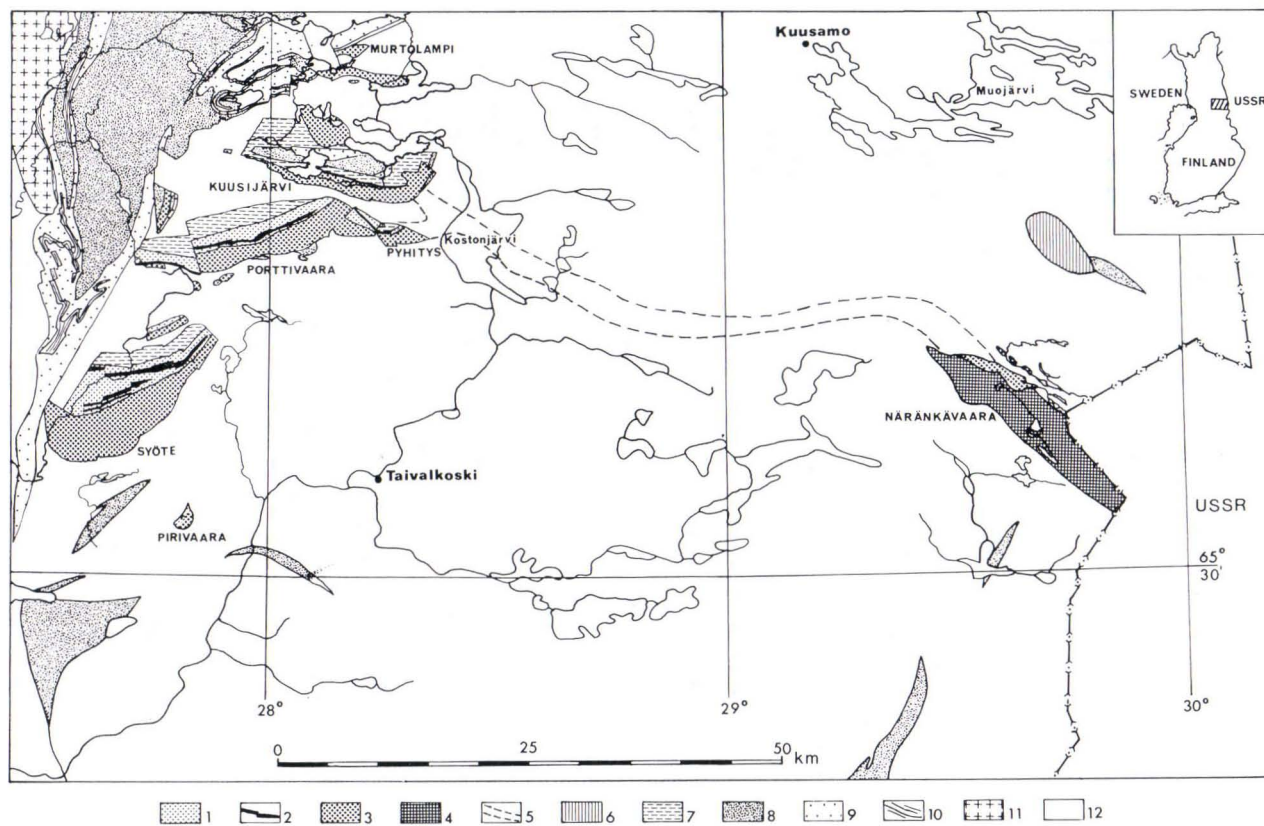 MURTOLAMPI
Kuusamo
Muojärvi
SWEDEN
USSR
FINLAND
KUUSIJÄRVI
PYHITYS
Kostonjärvi
PORTTIVAARA
NÄRÄNKÄVAARA
SYÖTE
Taivalkoski
USSR
PIRIVAARA
65°
30'
28°
29°
30°
0 25 50 km
1 2 3 4 5 6 7 8 9 10 11 12